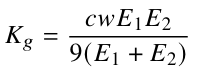 K_g = \frac{cwE_1E_2}{9(E_1 + E_2)}